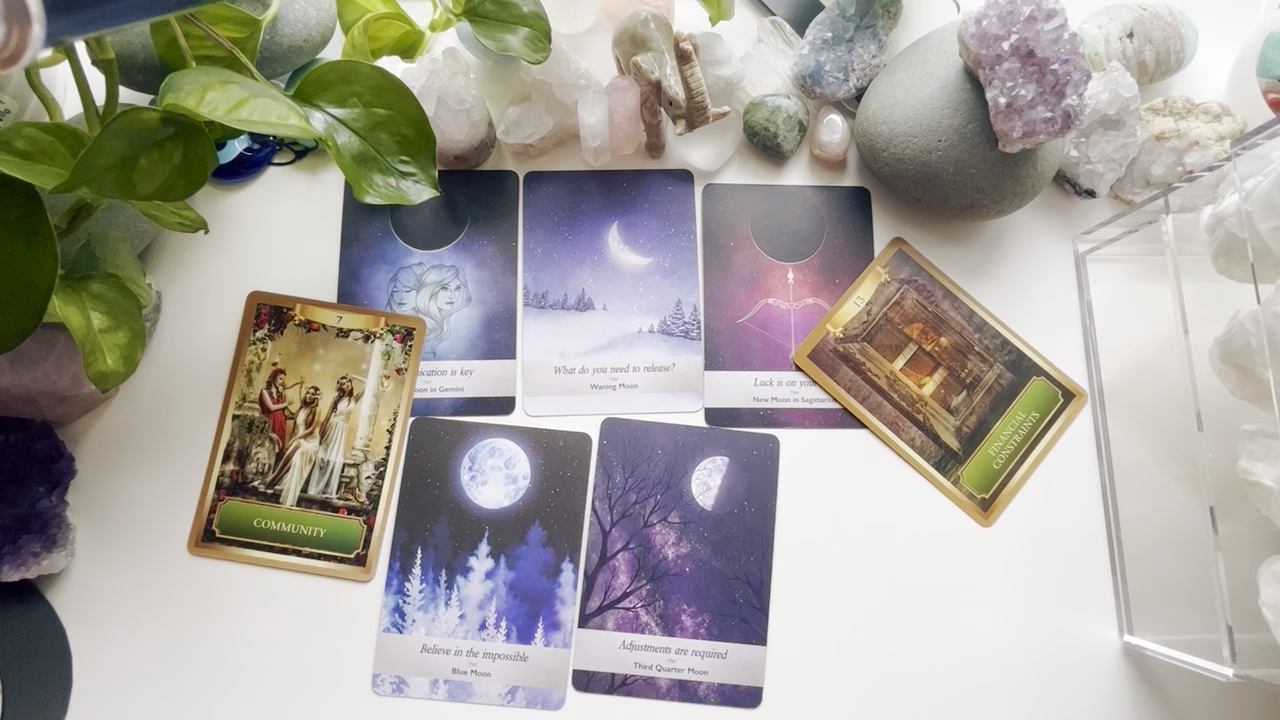 ication is key
oon in Gemini
What do you need to release?
Waning Moon
Luck is on you
New Moon in Sagittarius
7
COMMUNITY
13
FINANCIAL
CONSTRAINTS
Believe in the impossible
Blue Moon
Adjustments are required
Third Quarter Moon